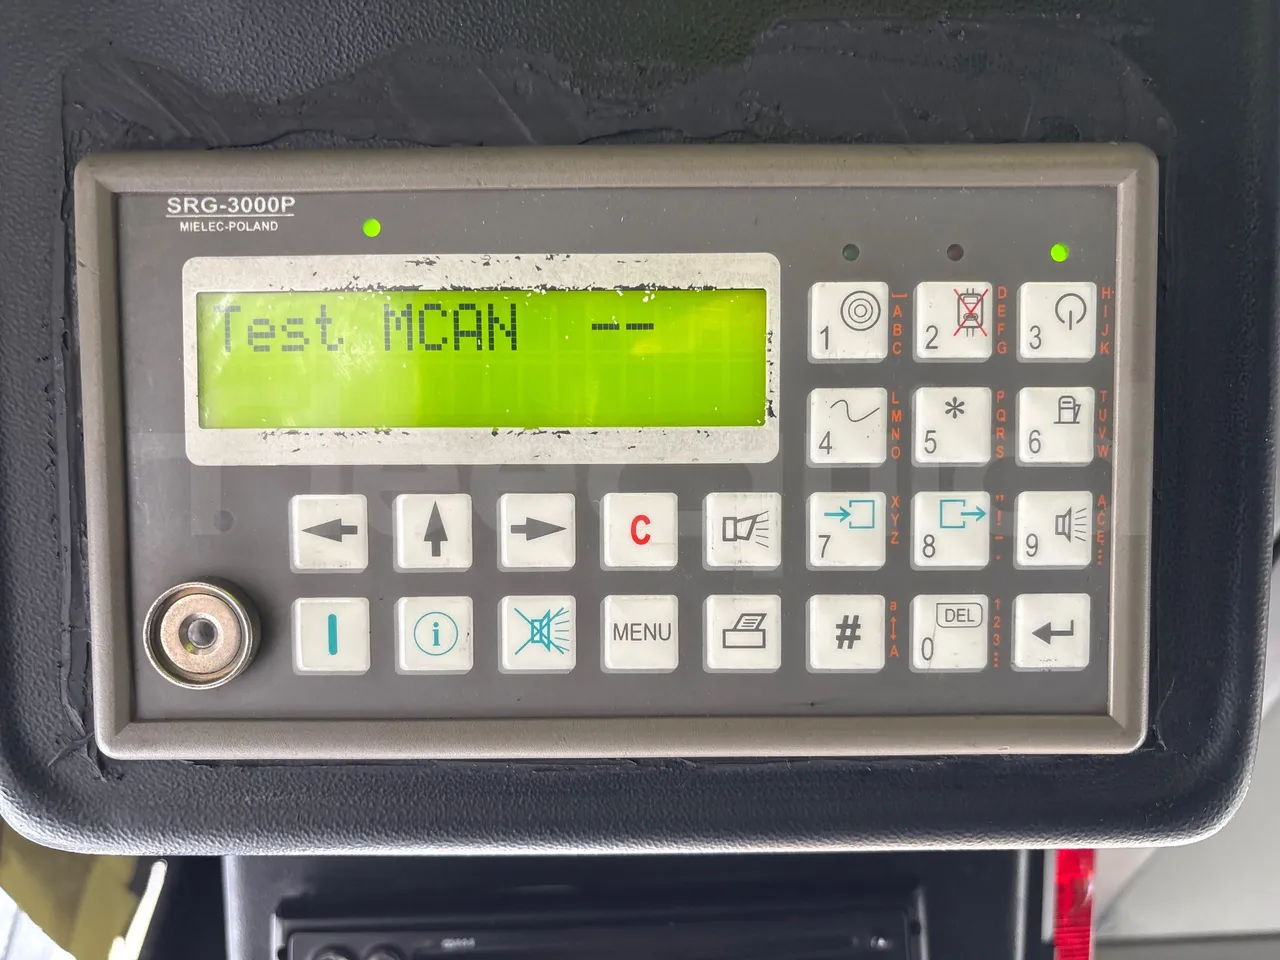 SRG-3000P
MIELEC-POLAND
Test MCAN --
1
[ABC
2
DEFG
3
HIJK
4
LMNO
5
*
PQRS
6
TUVW
C
7
XYZ
8
9
i
MENU
#
a
A
0
DEL
123